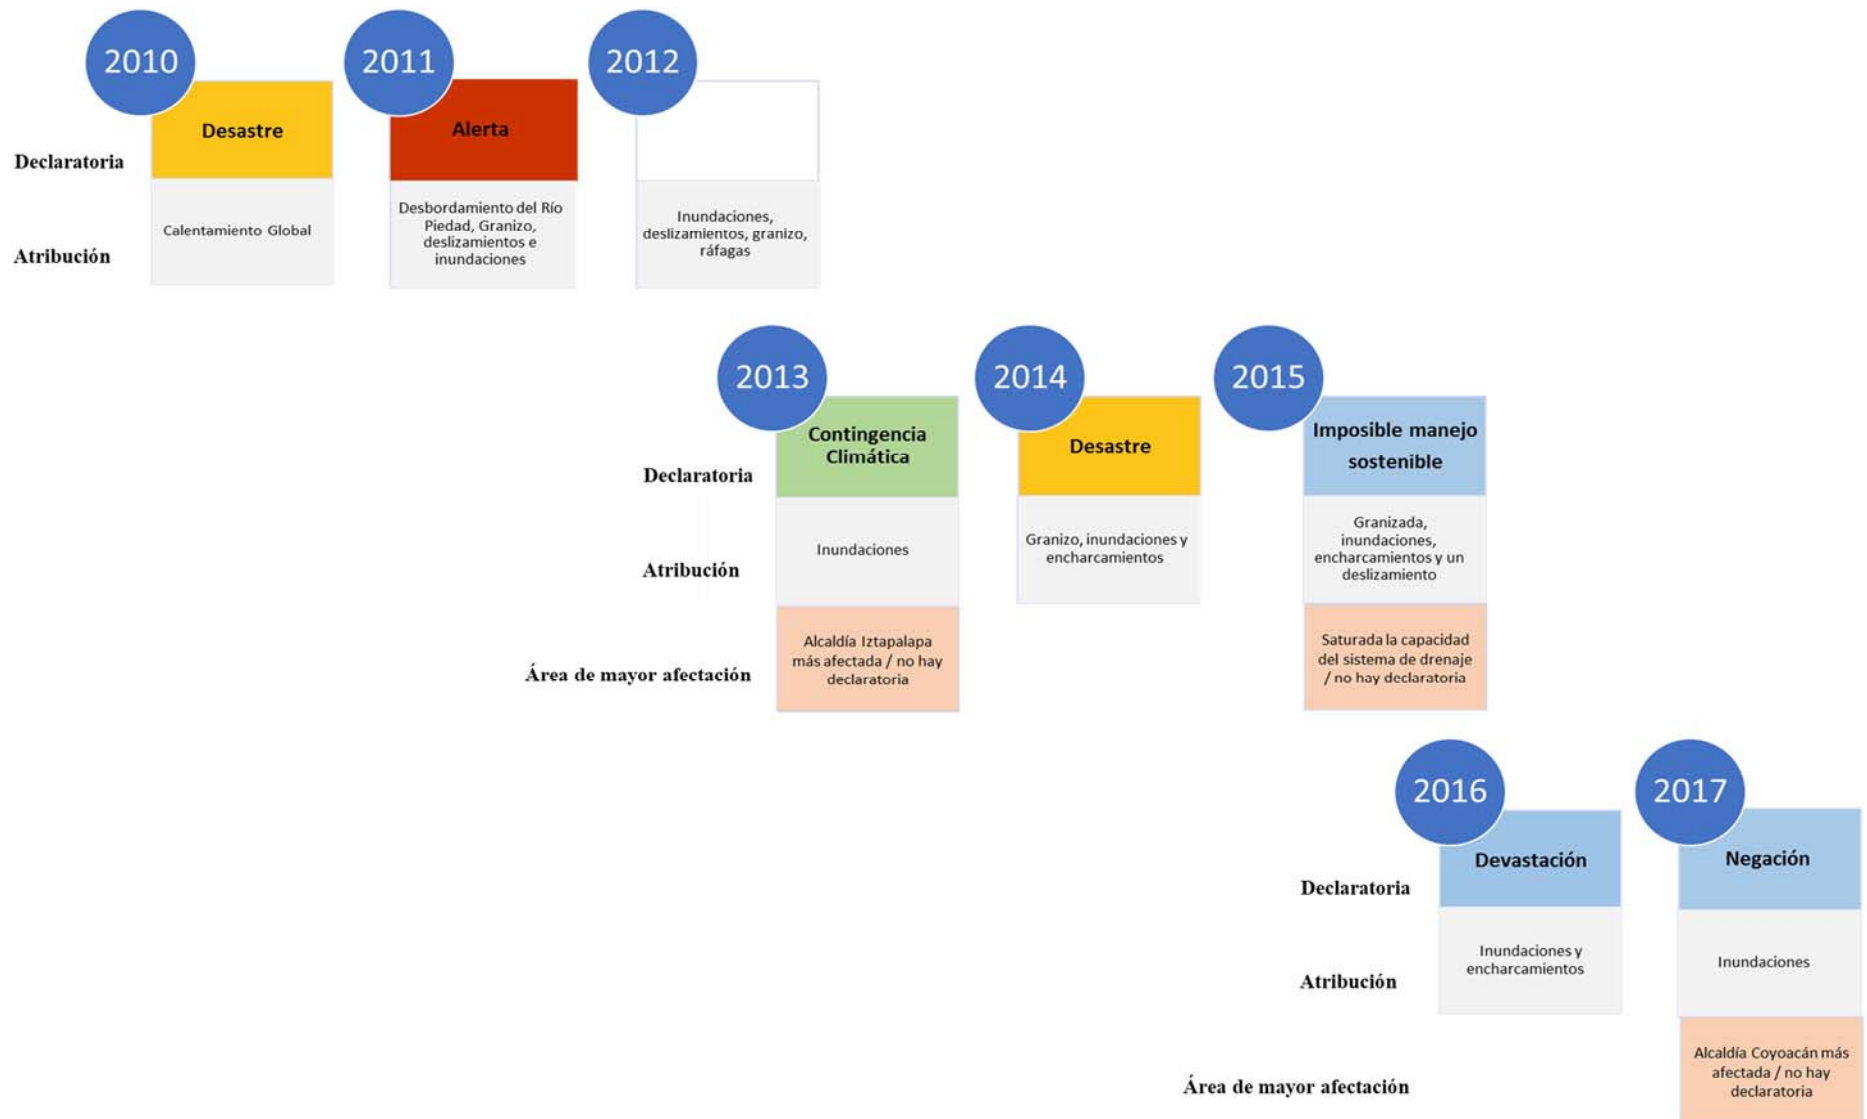 2010
2011
2012
Declaratoria
Desastre
Alerta
Atribución
Calentamiento Global
Desbordamiento del Río
Piedad, Granizo,
deslizamientos e
inundaciones
Inundaciones,
deslizamientos, granizo,
ráfagas
2013
2014
2015
Declaratoria
Contingencia
Climática
Desastre
Imposible manejo
sostenible
Atribución
Inundaciones
Granizo, inundaciones y
encharcamientos
Granizada,
inundaciones,
encharcamientos y un
deslizamiento
Área de mayor afectación
Alcaldía Iztapalapa
más afectada / no hay
declaratoria
Saturada la capacidad
del sistema de drenaje
/ no hay declaratoria
2016
2017
Declaratoria
Devastación
Negación
Atribución
Inundaciones y
encharcamientos
Inundaciones
Área de mayor afectación
Alcaldía Coyoacán más
afectada / no hay
declaratoria